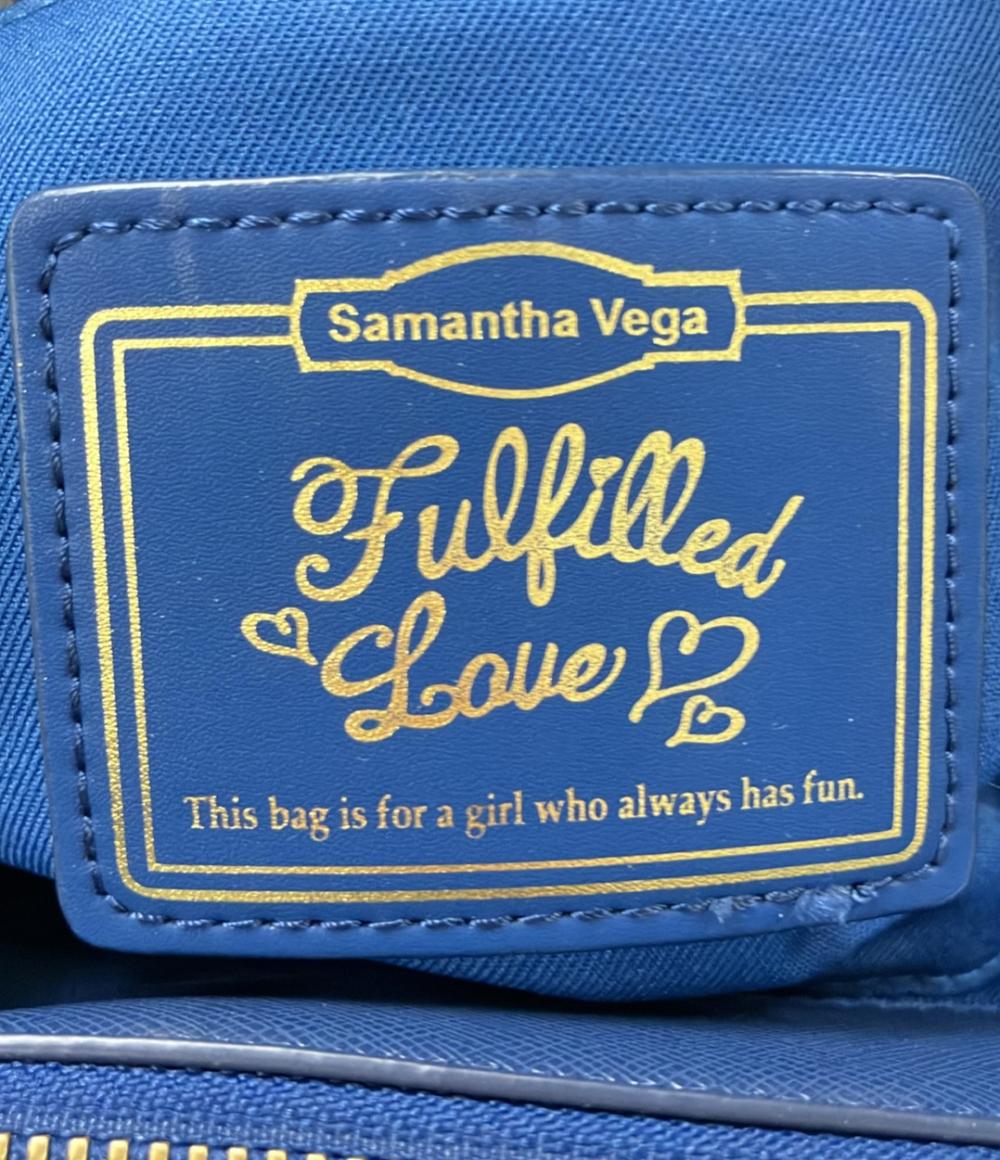 Samantha Vega
Fulfilled
Love
This bag is for a girl who always has fun.